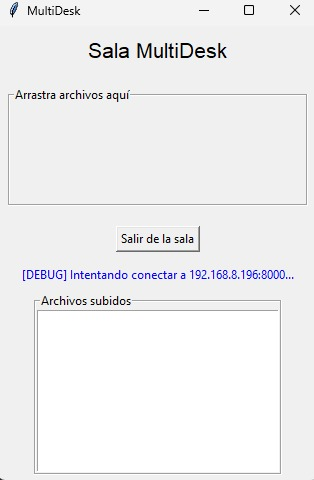 MultiDesk
Sala MultiDesk
Arrastra archivos aquí
Salir de la sala
[DEBUG] Intentando conectar a 192.168.8.196:8000...
Archivos subidos